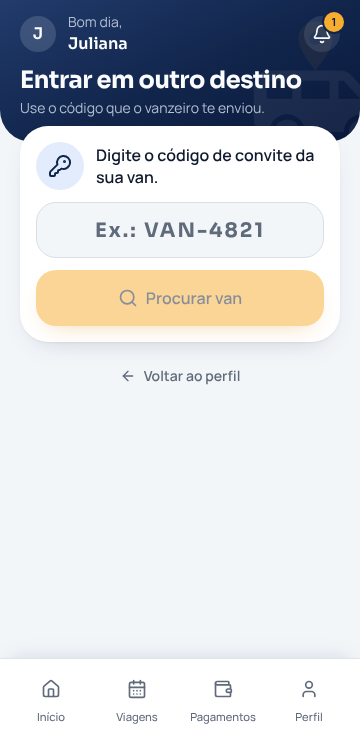 J
Bom dia,
Juliana
1
Entrar em outro destino
Use o código que o vanzeiro te enviou.
Digite o código de convite da
sua van.
Ex.: VAN-4821
Procurar van
Voltar ao perfil
Início
Viagens
Pagamentos
Perfil